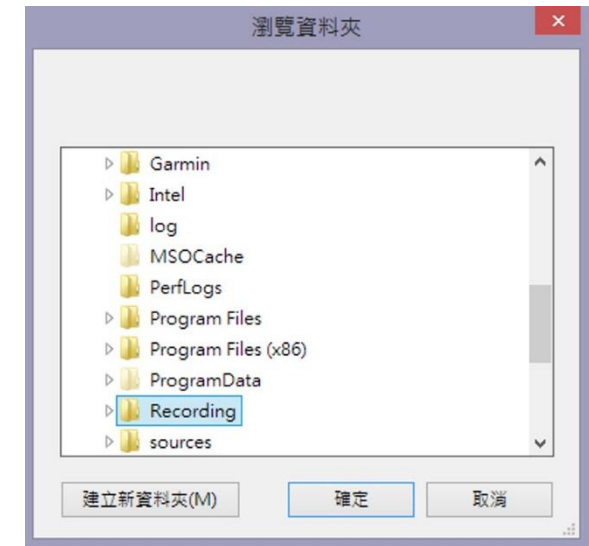 瀏覽資料夾
Garmin
Intel
log
MSOCache
PerfLogs
Program Files
Program Files (x86)
ProgramData
Recording
sources
建立新資料夾(M)
確定
取消